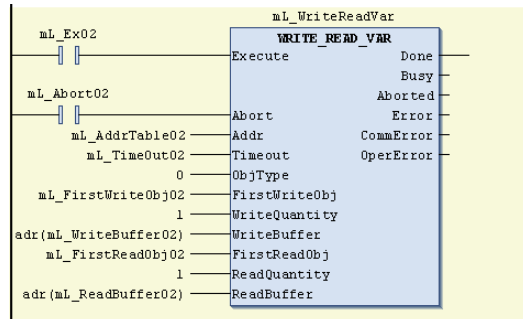 mL_WriteReadVar
mL_Ex02 WRITE_READ_VAR
Execute Done
Busy
mL_Abort02 Aborted
Abort Error
mL_AddrTable02 Addr CommError
mL_TimeOut02 Timeout OperError
0 ObjType
mL_FirstWriteObj02 FirstWriteObj
1 WriteQuantity
adr(mL_WriteBuffer02) WriteBuffer
mL_FirstReadObj02 FirstReadObj
1 ReadQuantity
adr(mL_ReadBuffer02) ReadBuffer